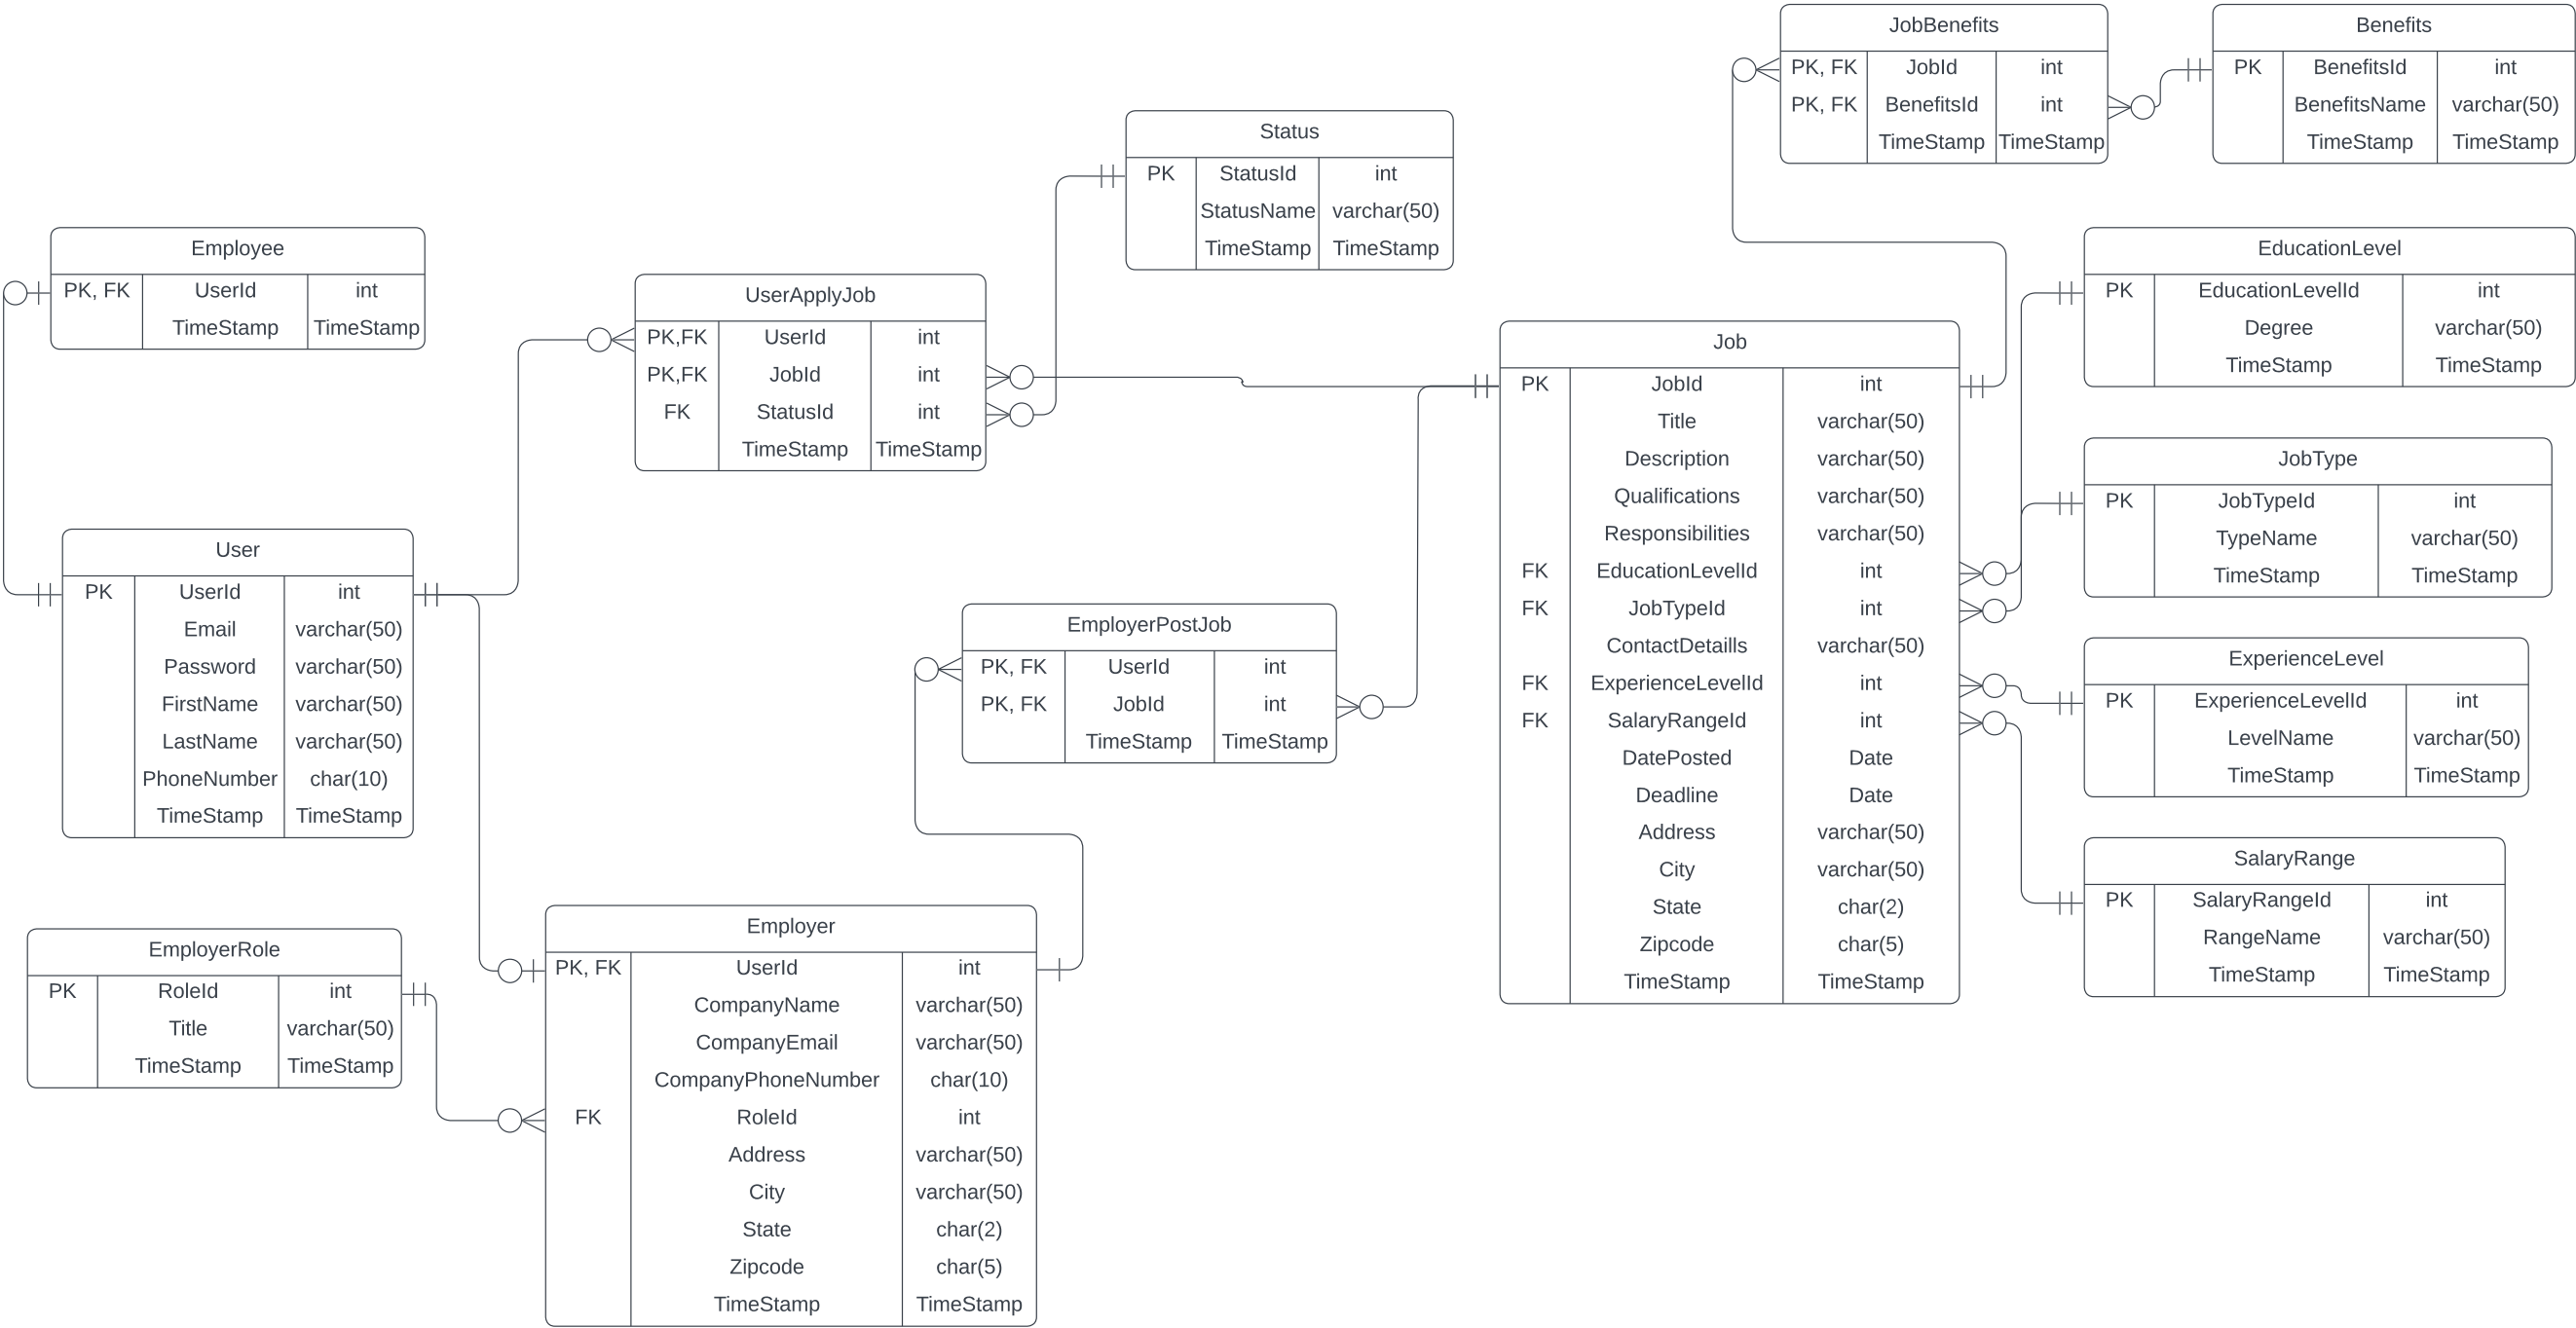 JobBenefits
PK, FK JobId int
PK, FK BenefitsId int
TimeStamp TimeStamp
Benefits
PK BenefitsId int
BenefitsName varchar(50)
TimeStamp TimeStamp
Status
PK StatusId int
StatusName varchar(50)
TimeStamp TimeStamp
Employee
PK, FK UserId int
TimeStamp TimeStamp
UserApplyJob
PK,FK UserId int
PK,FK JobId int
FK StatusId int
TimeStamp TimeStamp
EducationLevel
PK EducationLevelId int
Degree varchar(50)
TimeStamp TimeStamp
Job
PK JobId int
Title varchar(50)
Description varchar(50)
Qualifications varchar(50)
Responsibilities varchar(50)
FK EducationLevelId int
FK JobTypeId int
ContactDetaills varchar(50)
FK ExperienceLevelId int
FK SalaryRangeId int
DatePosted Date
Deadline Date
Address varchar(50)
City varchar(50)
State char(2)
Zipcode char(5)
TimeStamp TimeStamp
JobType
PK JobTypeId int
TypeName varchar(50)
TimeStamp TimeStamp
User
PK UserId int
Email varchar(50)
Password varchar(50)
FirstName varchar(50)
LastName varchar(50)
PhoneNumber char(10)
TimeStamp TimeStamp
EmployerPostJob
PK, FK UserId int
PK, FK JobId int
TimeStamp TimeStamp
ExperienceLevel
PK ExperienceLevelId int
LevelName varchar(50)
TimeStamp TimeStamp
SalaryRange
PK SalaryRangeId int
RangeName varchar(50)
TimeStamp TimeStamp
EmployerRole
PK RoleId int
Title varchar(50)
TimeStamp TimeStamp
Employer
PK, FK UserId int
CompanyName varchar(50)
CompanyEmail varchar(50)
CompanyPhoneNumber char(10)
FK RoleId int
Address varchar(50)
City varchar(50)
State char(2)
Zipcode char(5)
TimeStamp TimeStamp